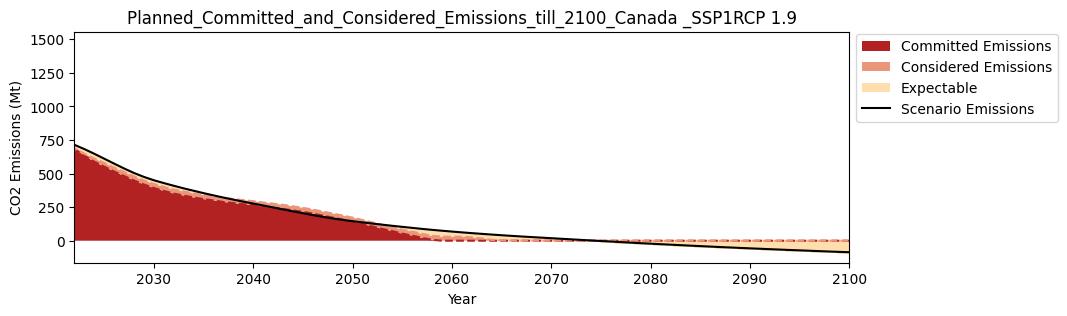 Planned_Committed_and_Considered_Emissions_till_2100_Canada _SSP1RCP 1.9
1500
1250
1000
750
500
250
0
CO2 Emissions (Mt)
2030
2040
2050
2060
2070
2080
2090
2100
Year
Committed Emissions
Considered Emissions
Expectable
Scenario Emissions